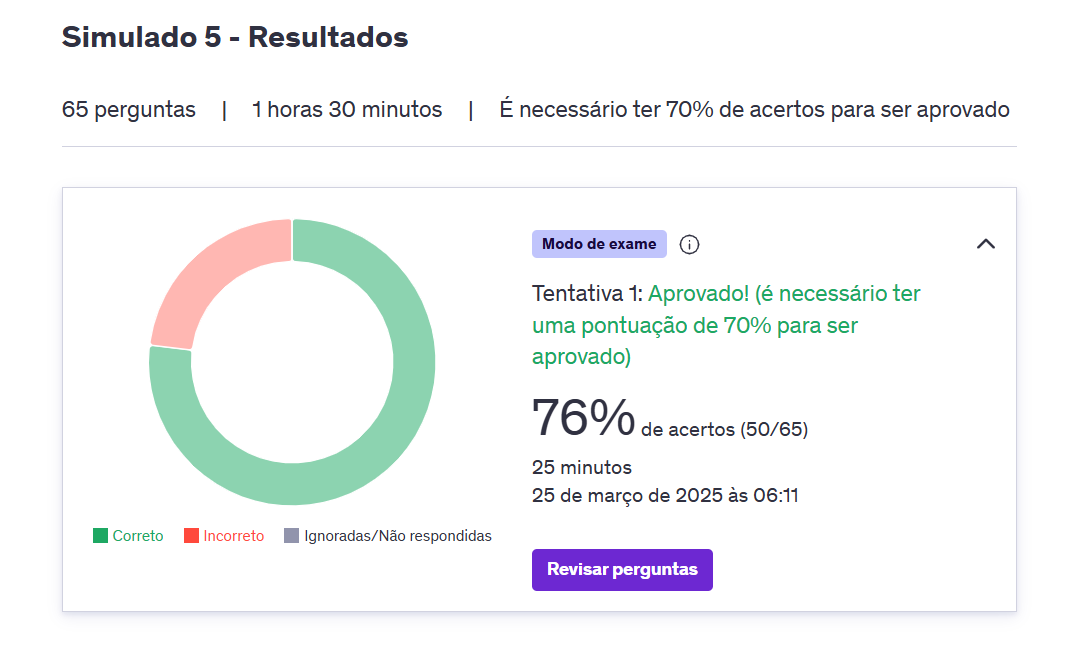 Simulado 5 - Resultados
65 perguntas | 1 horas 30 minutos | É necessário ter 70% de acertos para ser aprovado
Modo de exame
Tentativa 1: Aprovado! (é necessário ter
uma pontuação de 70% para ser
aprovado)
76% de acertos (50/65)
25 minutos
25 de março de 2025 às 06:11
Correto Incorreto Ignoradas/Não respondidas
Revisar perguntas